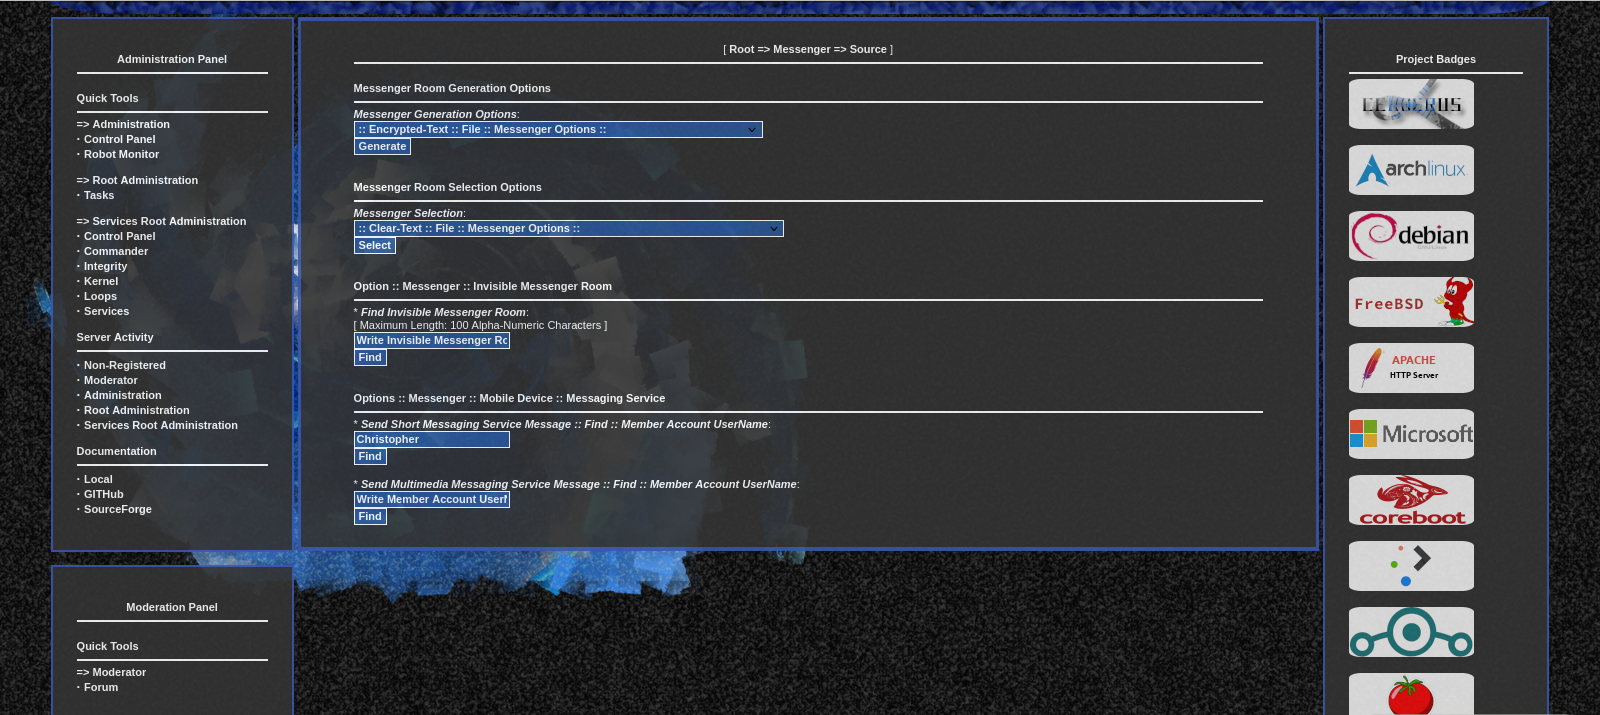 Administration Panel
Quick Tools
=> Administration
· Control Panel
· Robot Monitor
=> Root Administration
· Tasks
=> Services Root Administration
· Control Panel
· Commander
· Integrity
· Kernel
· Loops
· Services
Server Activity
· Non-Registered
· Moderator
· Administration
· Root Administration
· Services Root Administration
Documentation
· Local
· GITHub
· SourceForge
Moderation Panel
Quick Tools
=> Moderator
· Forum
[ Root => Messenger => Source ]
Messenger Room Generation Options
Messenger Generation Options:
:: Encrypted-Text :: File :: Messenger Options ::
Generate
Messenger Room Selection Options
Messenger Selection:
:: Clear-Text :: File :: Messenger Options ::
Select
Option :: Messenger :: Invisible Messenger Room
* Find Invisible Messenger Room:
[ Maximum Length: 100 Alpha-Numeric Characters ]
Write Invisible Messenger Ro
Find
Options :: Messenger :: Mobile Device :: Messaging Service
* Send Short Messaging Service Message :: Find :: Member Account UserName:
Christopher
Find
* Send Multimedia Messaging Service Message :: Find :: Member Account UserName:
Write Member Account User
Find
Project Badges
CERBERUS
archlinux
debian
FreeBSD
APACHE
HTTP Server
Microsoft
coreboot